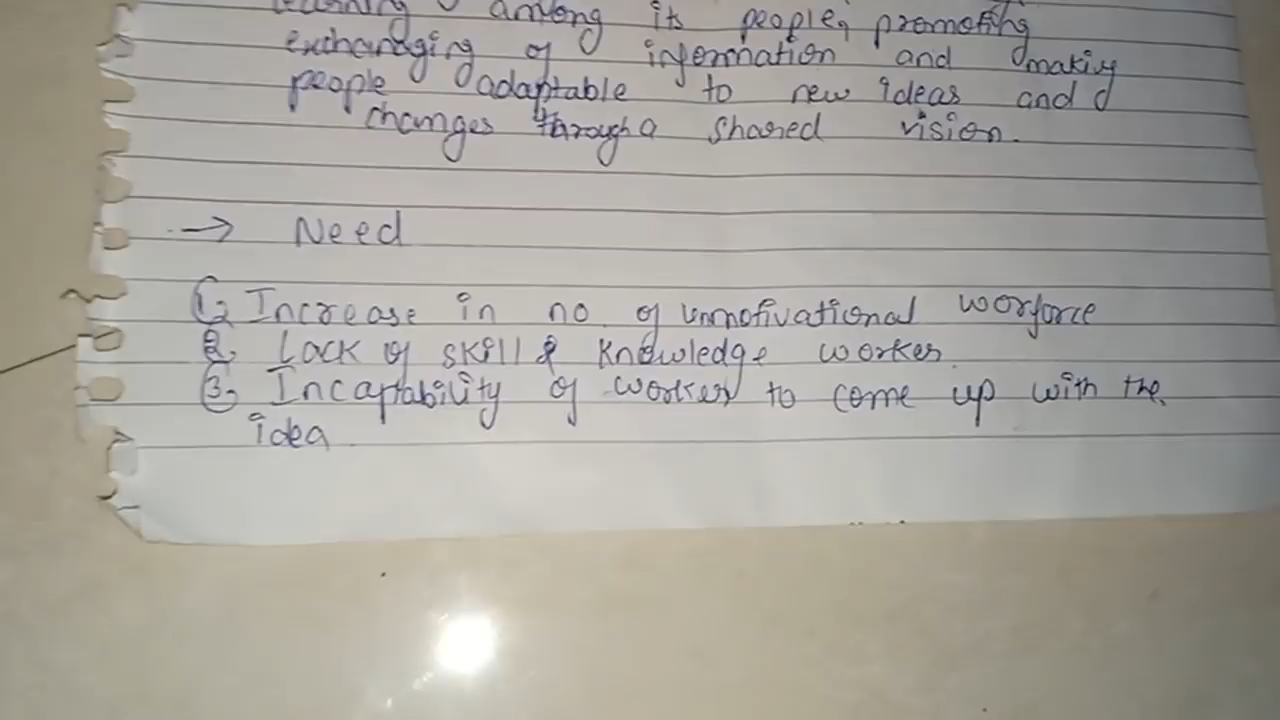 learning among its people, promoting
exchanging of information and making
people adaptable to new ideas and
changes through a shared vision.
→ Need
1. Increase in no. of unmotivational worforce
2. Lack of skill & knowledge worker.
3. Incaptability of worker to come up with the
idea